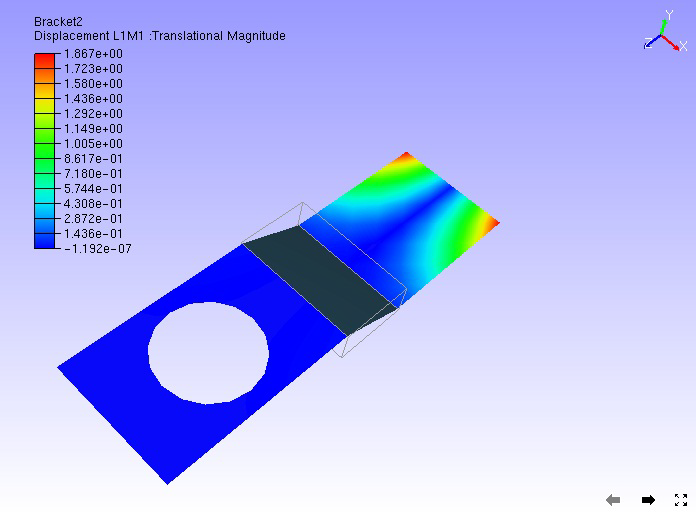 Bracket2
Displacement L1M1 :Translational Magnitude
1.867e+00
1.723e+00
1.580e+00
1.436e+00
1.292e+00
1.149e+00
1.005e+00
8.617e-01
7.180e-01
5.744e-01
4.308e-01
2.872e-01
1.436e-01
-1.192e-07
Y
Z
X